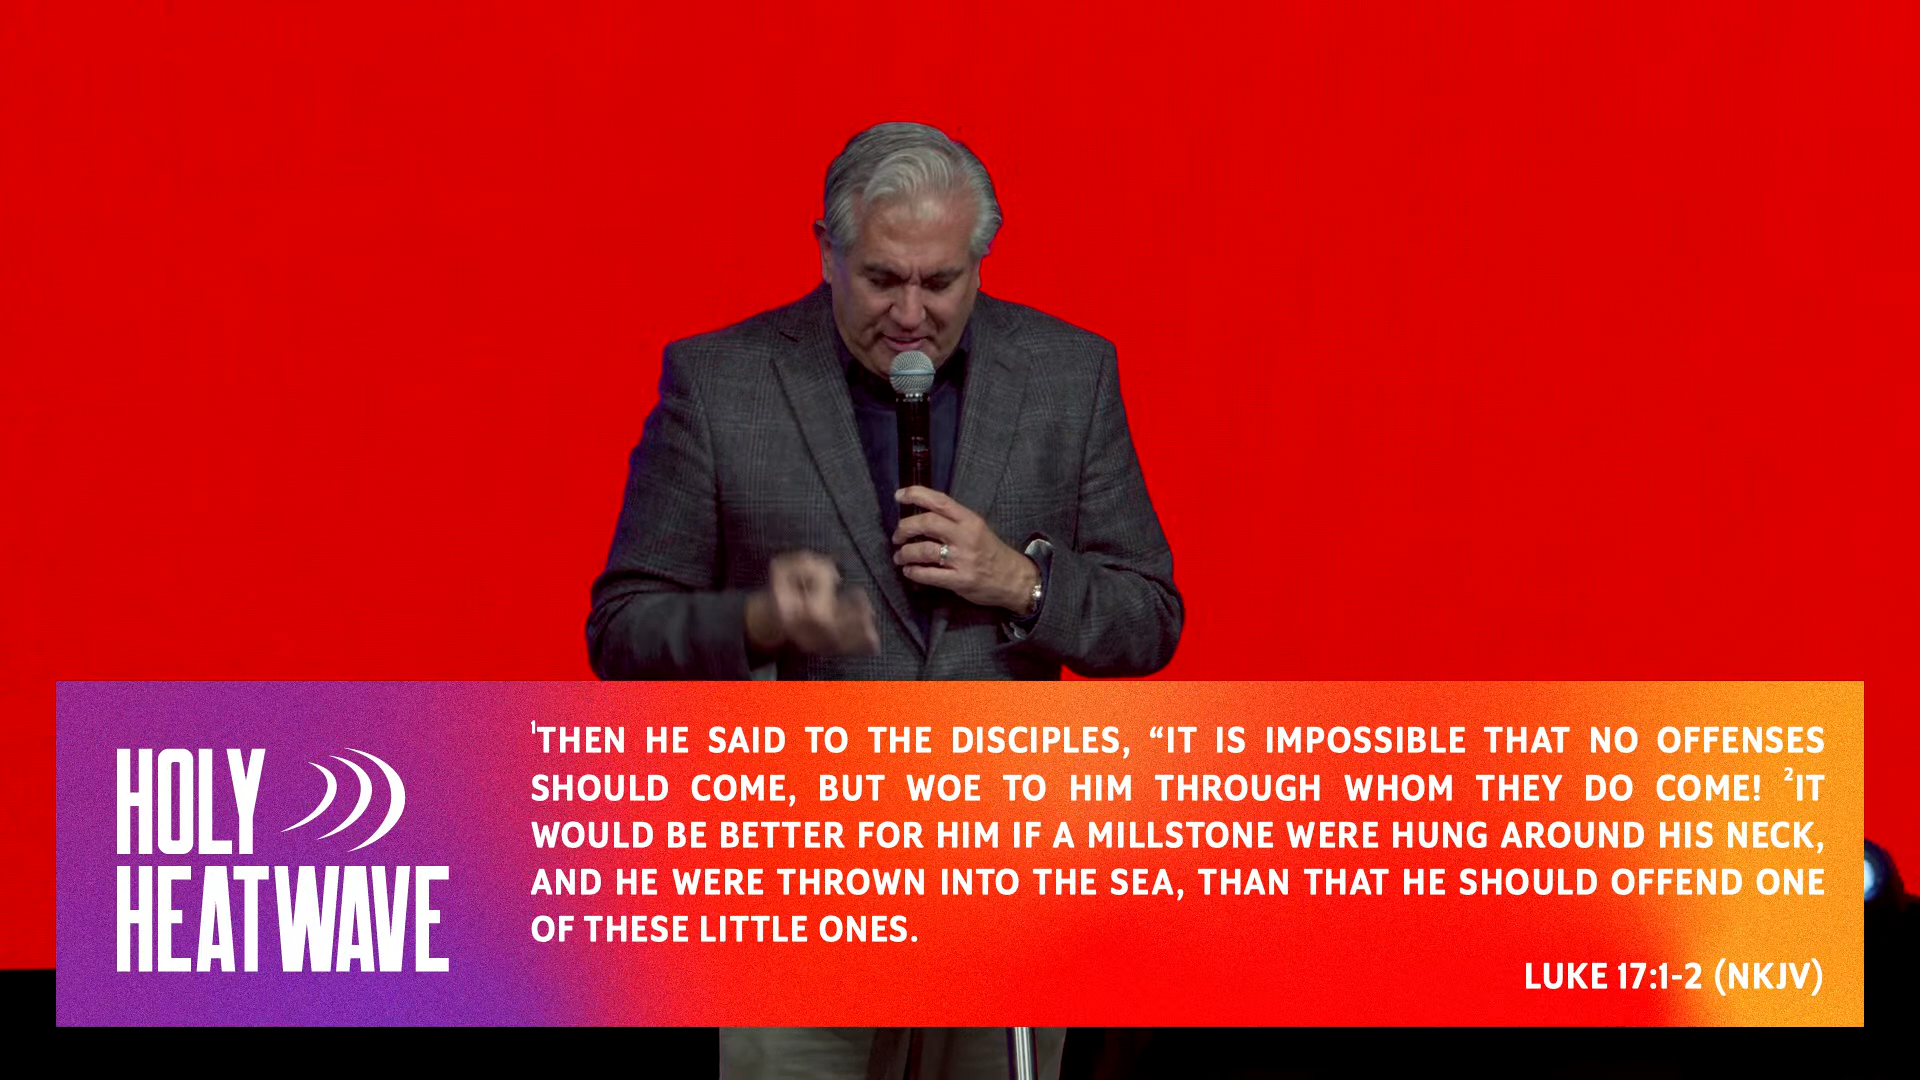 HOLY
HEATWAVE
¹THEN HE SAID TO THE DISCIPLES, “IT IS IMPOSSIBLE THAT NO OFFENSES
SHOULD COME, BUT WOE TO HIM THROUGH WHOM THEY DO COME! ²IT
WOULD BE BETTER FOR HIM IF A MILLSTONE WERE HUNG AROUND HIS NECK,
AND HE WERE THROWN INTO THE SEA, THAN THAT HE SHOULD OFFEND ONE
OF THESE LITTLE ONES.
LUKE 17:1-2 (NKJV)